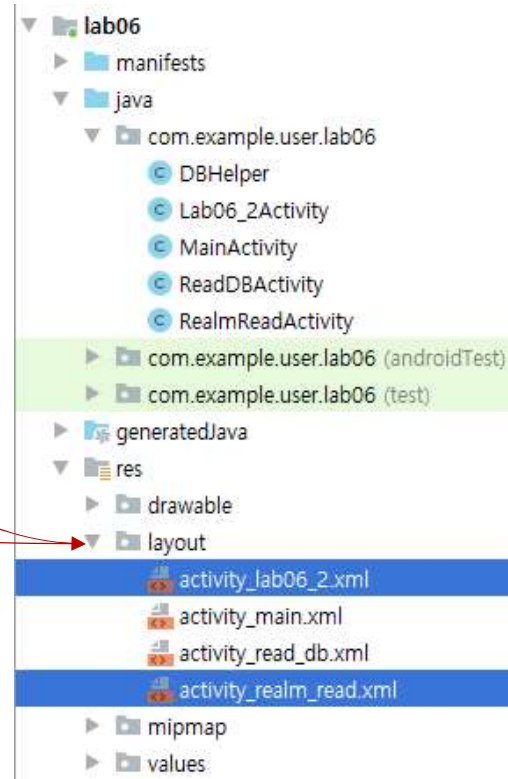 lab06
manifests
java
com.example.user.lab06
DBHelper
Lab06_2Activity
MainActivity
ReadDBActivity
RealmReadActivity
com.example.user.lab06 (androidTest)
com.example.user.lab06 (test)
generatedJava
res
drawable
layout
activity_lab06_2.xml
activity_main.xml
activity_read_db.xml
activity_realm_read.xml
mipmap
values